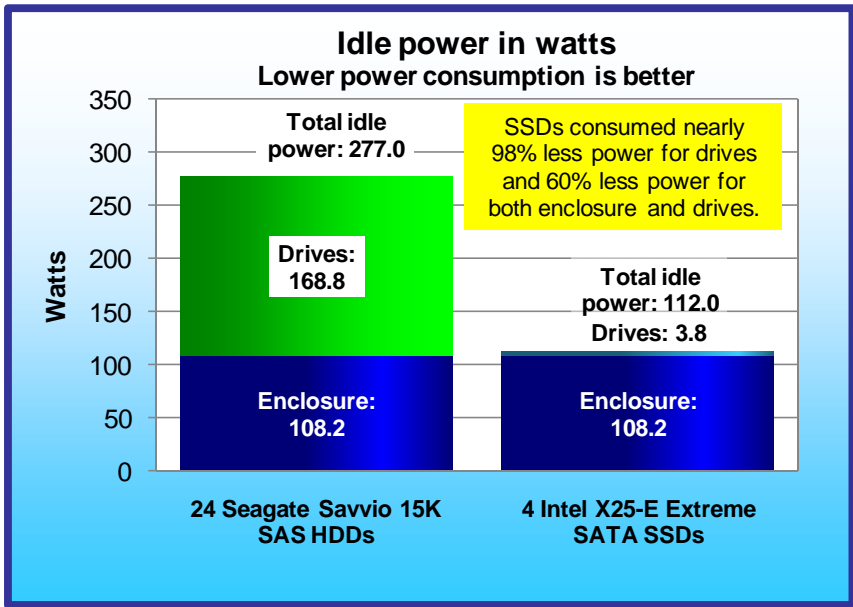 Idle power in watts
Lower power consumption is better
350
300
250
200
150
100
50
0
Watts
Total idle
power: 277.0
Drives:
168.8
Enclosure:
108.2
SSDs consumed nearly
98% less power for drives
and 60% less power for
both enclosure and drives.
Total idle
power: 112.0
Drives: 3.8
Enclosure:
108.2
24 Seagate Savvio 15K
SAS HDDs
4 Intel X25-E Extreme
SATA SSDs